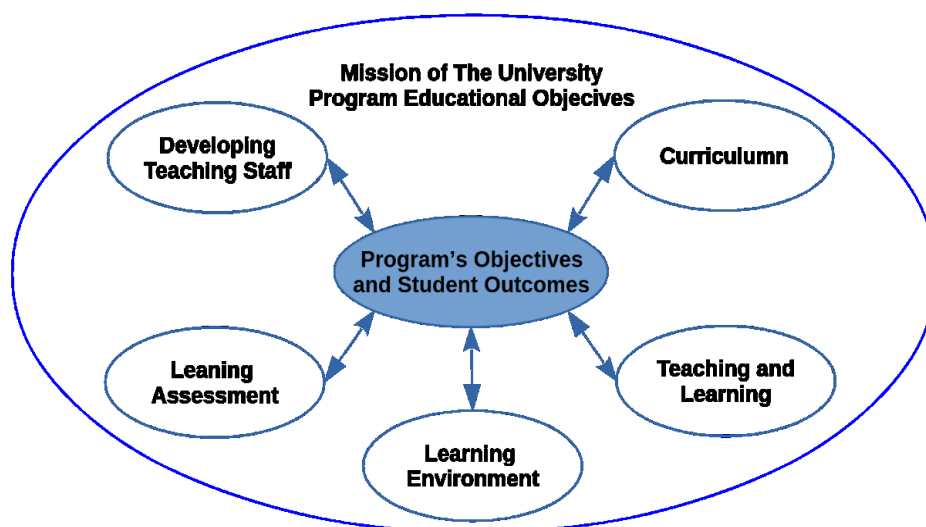 Mission of The University
Program Educational Objecives
Developing
Teaching Staff
Curriculumn
Program's Objectives
and Student Outcomes
Leaning
Assessment
Teaching and
Learning
Learning
Environment